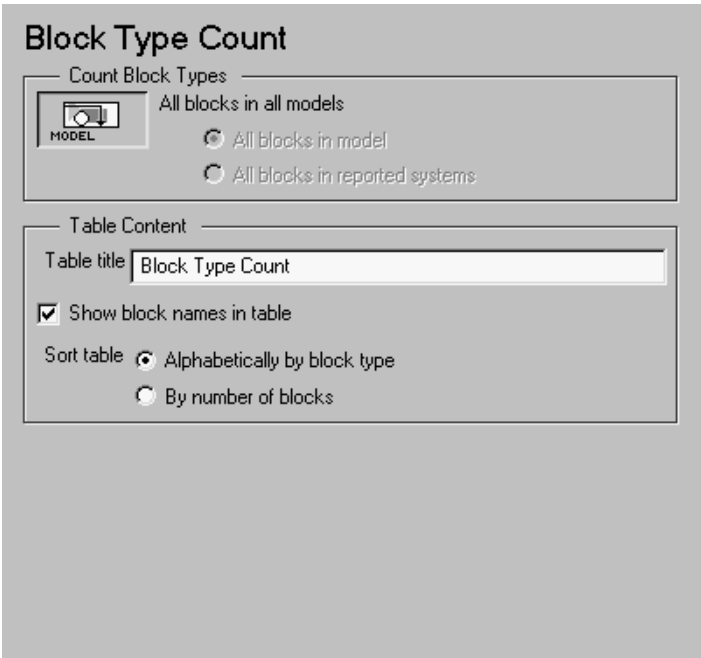 Block Type Count
Count Block Types
MODEL
All blocks in all models
All blocks in model
All blocks in reported systems
Table Content
Table title Block Type Count
Show block names in table
Sort table Alphabetically by block type
By number of blocks